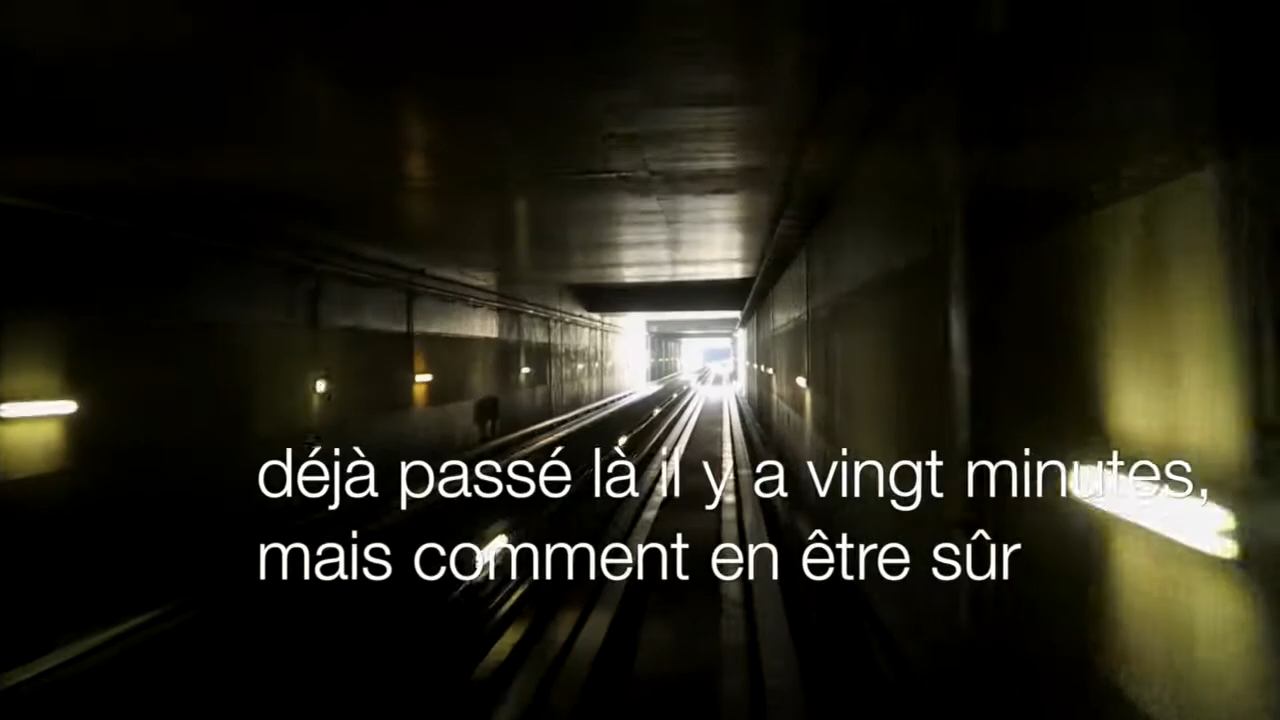 déjà passé là il y a vingt minutes,
mais comment en être sûr